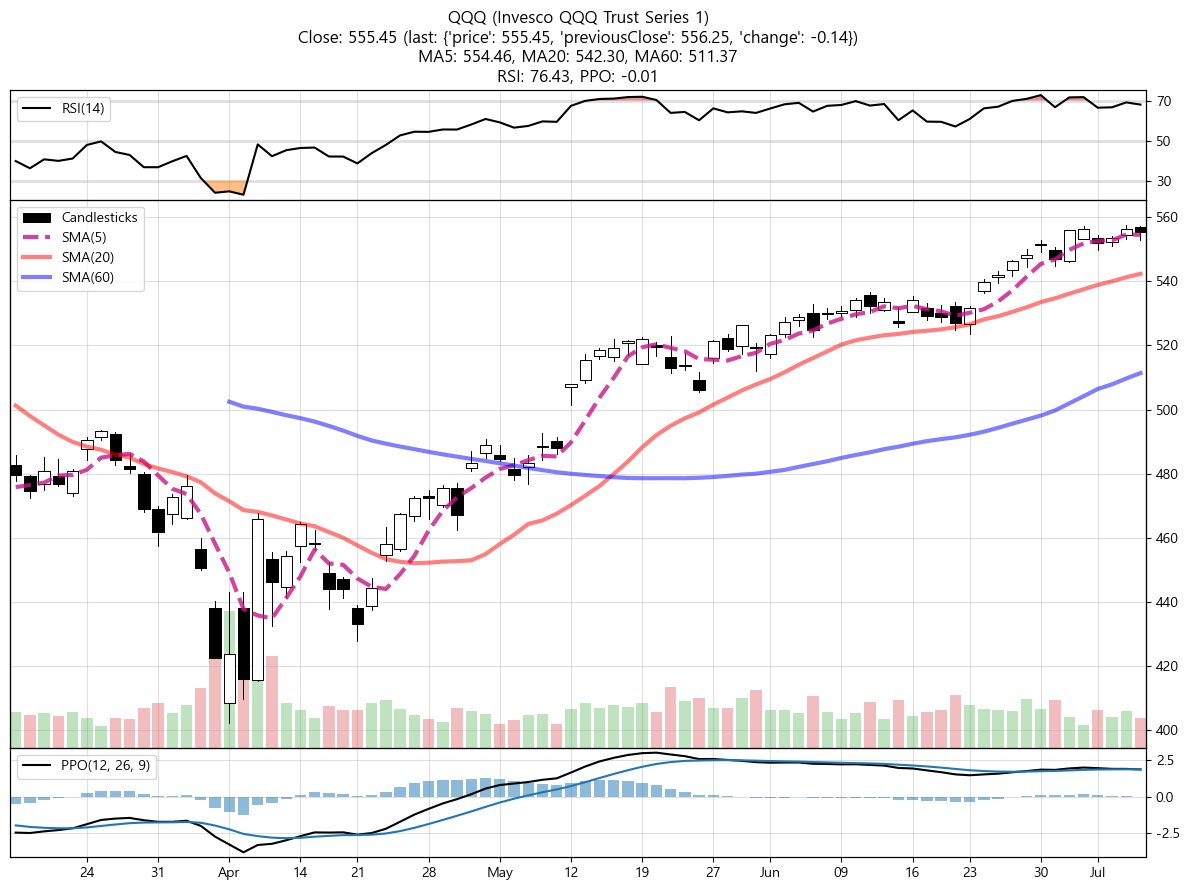 QQQ (Invesco QQQ Trust Series 1)
Close: 555.45 (last: {'price': 555.45, 'previousClose': 556.25, 'change': -0.14})
MA5: 554.46, MA20: 542.30, MA60: 511.37
RSI: 76.43, PPO: -0.01
RSI(14)
70
50
30
Candlesticks
SMA(5)
SMA(20)
SMA(60)
560
540
520
500
480
460
440
420
400
PPO(12, 26, 9)
2.5
0.0
-2.5
24 31 Apr 14 21 28 May 12 19 27 Jun 09 16 23 30 Jul